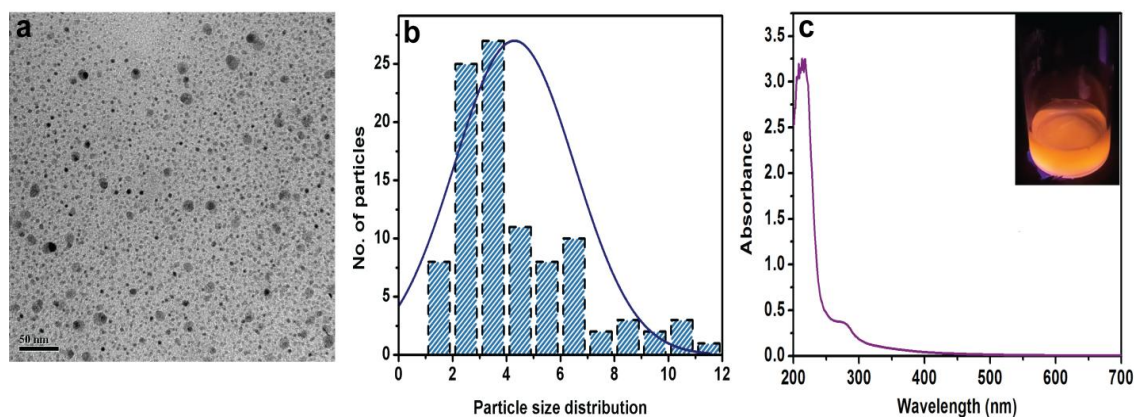 a
50 nm
b
No. of particles
25
20
15
10
5
0
0 2 4 6 8 10 12
Particle size distribution
c
Absorbance
3.75
3.5
3.0
2.5
2.0
1.5
1.0
0.5
0.0
200 300 400 500 600 700
Wavelength (nm)